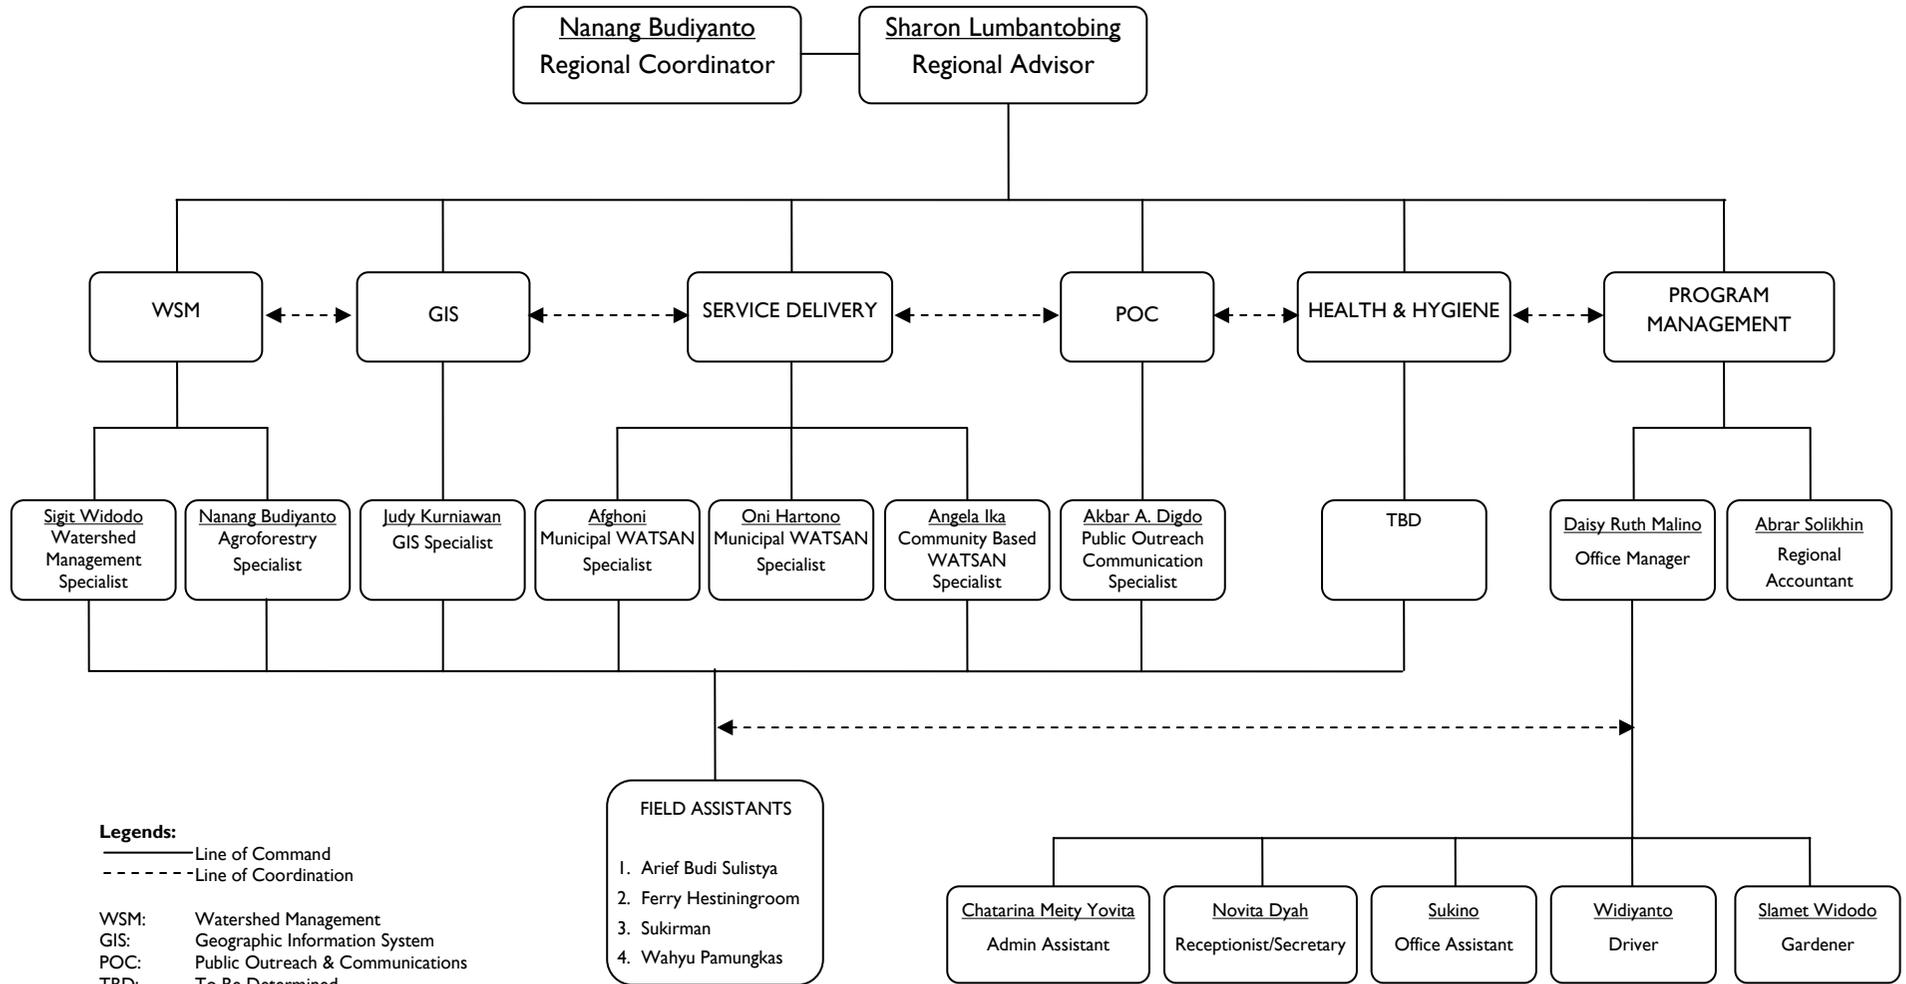 Nanang Budiyanto
Regional Coordinator
Sharon Lumbantobing
Regional Advisor
WSM
GIS
SERVICE DELIVERY
POC
HEALTH & HYGIENE
PROGRAM
MANAGEMENT
Sigit Widodo
Watershed
Management
Specialist
Nanang Budiyanto
Agroforestry
Specialist
Judy Kurniawan
GIS Specialist
Afghoni
Municipal WATSAN
Specialist
Oni Hartono
Municipal WATSAN
Specialist
Angela Ika
Community Based
WATSAN
Specialist
Akbar A. Digdo
Public Outreach
Communication
Specialist
TBD
Daisy Ruth Malino
Office Manager
Abrar Solikhin
Regional
Accountant
FIELD ASSISTANTS
1. Arief Budi Sulistya
2. Ferry Hestiningroom
3. Sukirman
4. Wahyu Pamungkas
Chatarina Meity Yovita
Admin Assistant
Novita Dyah
Receptionist/Secretary
Sukino
Office Assistant
Widiyanto
Driver
Slamet Widodo
Gardener
Legends:
Line of Command
Line of Coordination
WSM: Watershed Management
GIS: Geographic Information System
POC: Public Outreach & Communications
TBD: To Be Determined